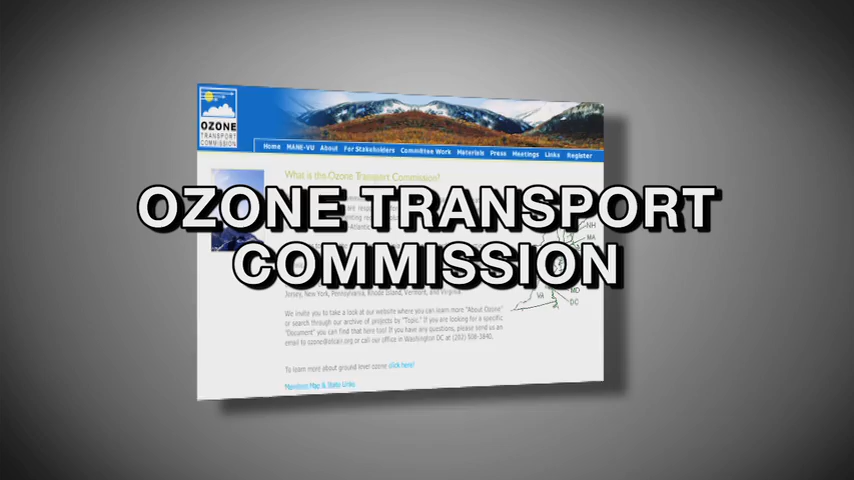 OZONE
TRANSPORT
COMMISSION
Home MANE-VU About For Stakeholders Committee Work Materials Press Meetings Links Register
What is the Ozone Transport Commission?
OZONE TRANSPORT
COMMISSION
NH
MA
MD
VA
DC
Jersey, New York, Pennsylvania, Rhode Island, Vermont, and Virginia
We invite you to take a look at our website where you can learn more "About Ozone"
or search through our archive of projects by "Topic." If you are looking for a specific
"Document" you can find that here too! If you have any questions, please send us an
email to ozone@otcair.org or call our office in Washington DC at (202) 508-3840.
To learn more about ground level ozone click here!
Members Map & State Links